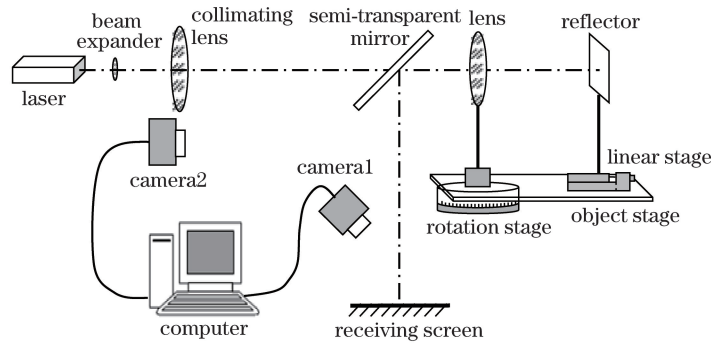 beam
expander
collimating
lens
semi-transparent
mirror
lens
reflector
laser
camera2
camera1
linear stage
object stage
rotation stage
computer
receiving screen